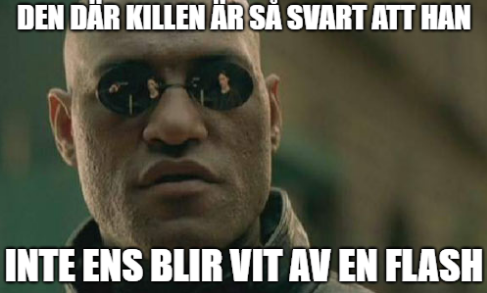 DEN DÄR KILLEN ÄR SÅ SVART ATT HAN
INTE ENS BLIR VIT AV EN FLASH